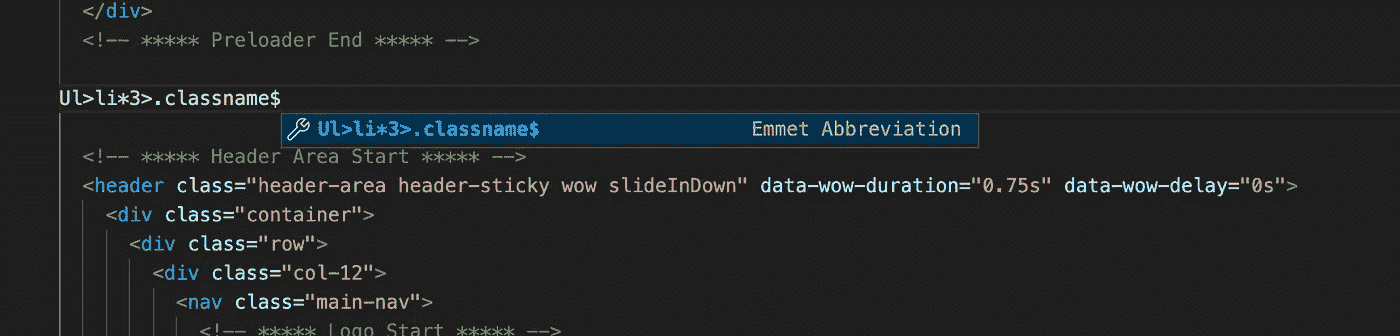 </div>
<!-- ***** Preloader End ***** -->
Ul>li*3>.classname$
Ul>li*3>.classname$ Emmet Abbreviation
<!-- ***** Header Area Start ***** -->
<header class="header-area header-sticky wow slideInDown" data-wow-duration="0.75s" data-wow-delay="0s">
<div class="container">
<div class="row">
<div class="col-12">
<nav class="main-nav">
<!-- ***** Logo Start ***** -->